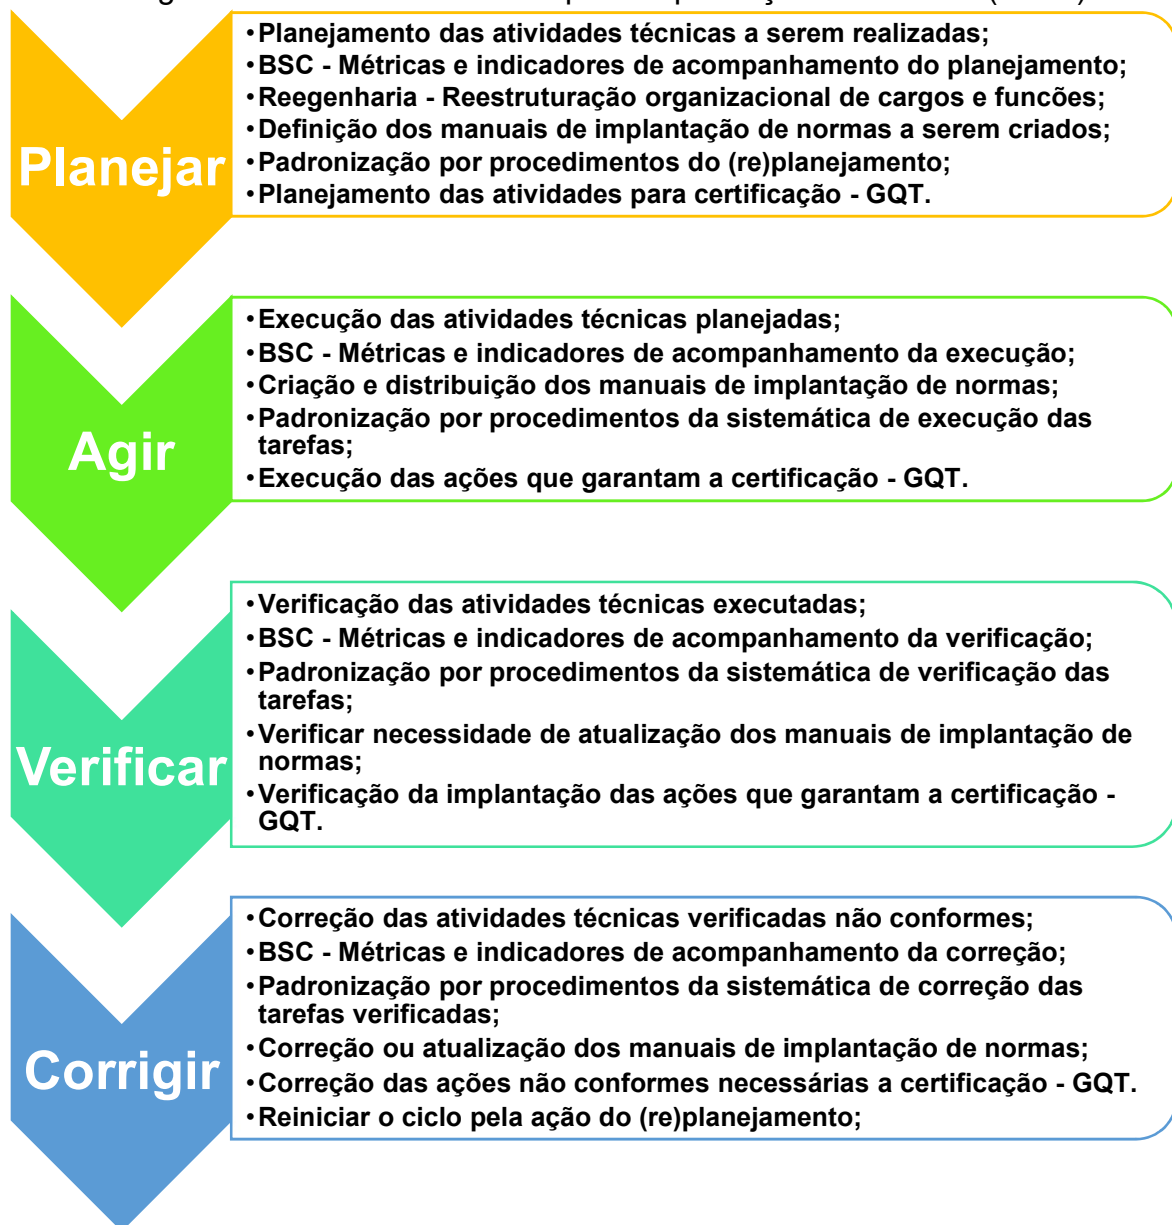 Planejar
•Planejamento das atividades técnicas a serem realizadas;
•BSC - Métricas e indicadores de acompanhamento do planejamento;
•Reegenharia - Reestruturação organizacional de cargos e funcões;
•Definição dos manuais de implantação de normas a serem criados;
•Padronização por procedimentos do (re)planejamento;
•Planejamento das atividades para certificação - GQT.
Agir
•Execução das atividades técnicas planejadas;
•BSC - Métricas e indicadores de acompanhamento da execução;
•Criação e distribuição dos manuais de implantação de normas;
•Padronização por procedimentos da sistemática de execução das
tarefas;
•Execução das ações que garantam a certificação - GQT.
Verificar
•Verificação das atividades técnicas executadas;
•BSC - Métricas e indicadores de acompanhamento da verificação;
•Padronização por procedimentos da sistemática de verificação das
tarefas;
•Verificar necessidade de atualização dos manuais de implantação de
normas;
•Verificação da implantação das ações que garantam a certificação -
GQT.
Corrigir
•Correção das atividades técnicas verificadas não conformes;
•BSC - Métricas e indicadores de acompanhamento da correção;
•Padronização por procedimentos da sistemática de correção das
tarefas verificadas;
•Correção ou atualização dos manuais de implantação de normas;
•Correção das ações não conformes necessárias a certificação - GQT.
•Reiniciar o ciclo pela ação do (re)planejamento;